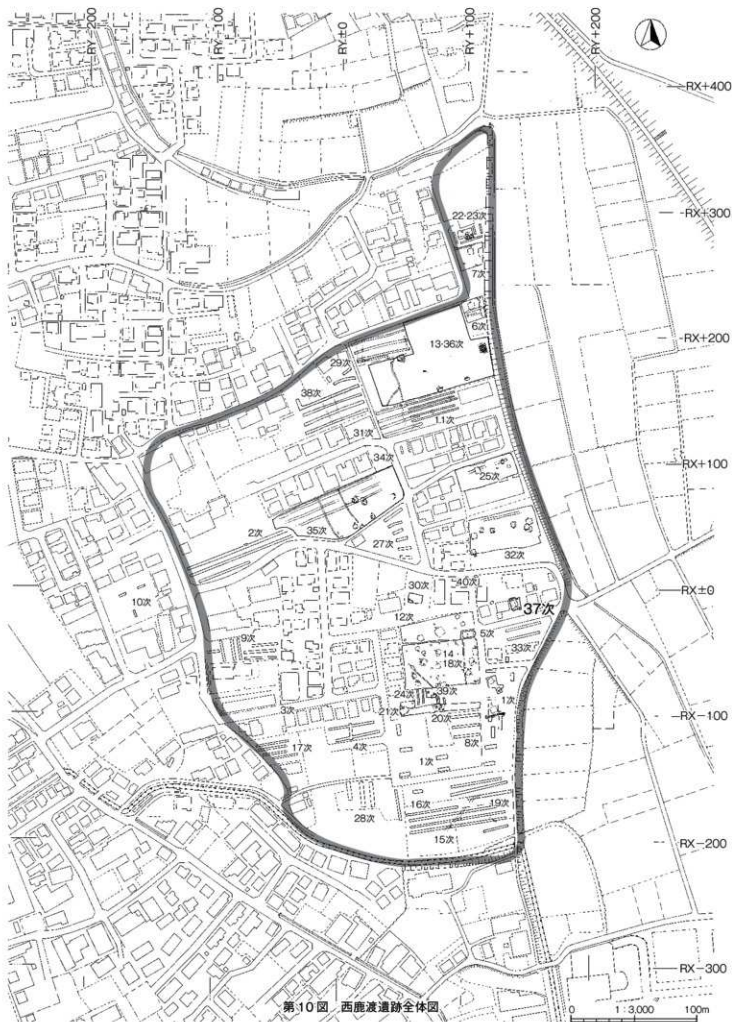 RY-200
RY-100
RY±0
RY+100
RY+200
RX+400
RX+300
22·23次
7次
6次
RX+200
13·36次
29次
38次
11次
31次
34次
RX+100
25次
35次
2次
27次
32次
30次
40次
RX±0
37次
10次
12次
5次
9次
14
18次
33次
24次
39次
1次
3次
21次
20次
RX-100
8次
17次
4次
1次
16次
19次
28次
15次
RX-200
RX-300
第10図 西鹿渡遺跡全体図
0 1:3,000 100m